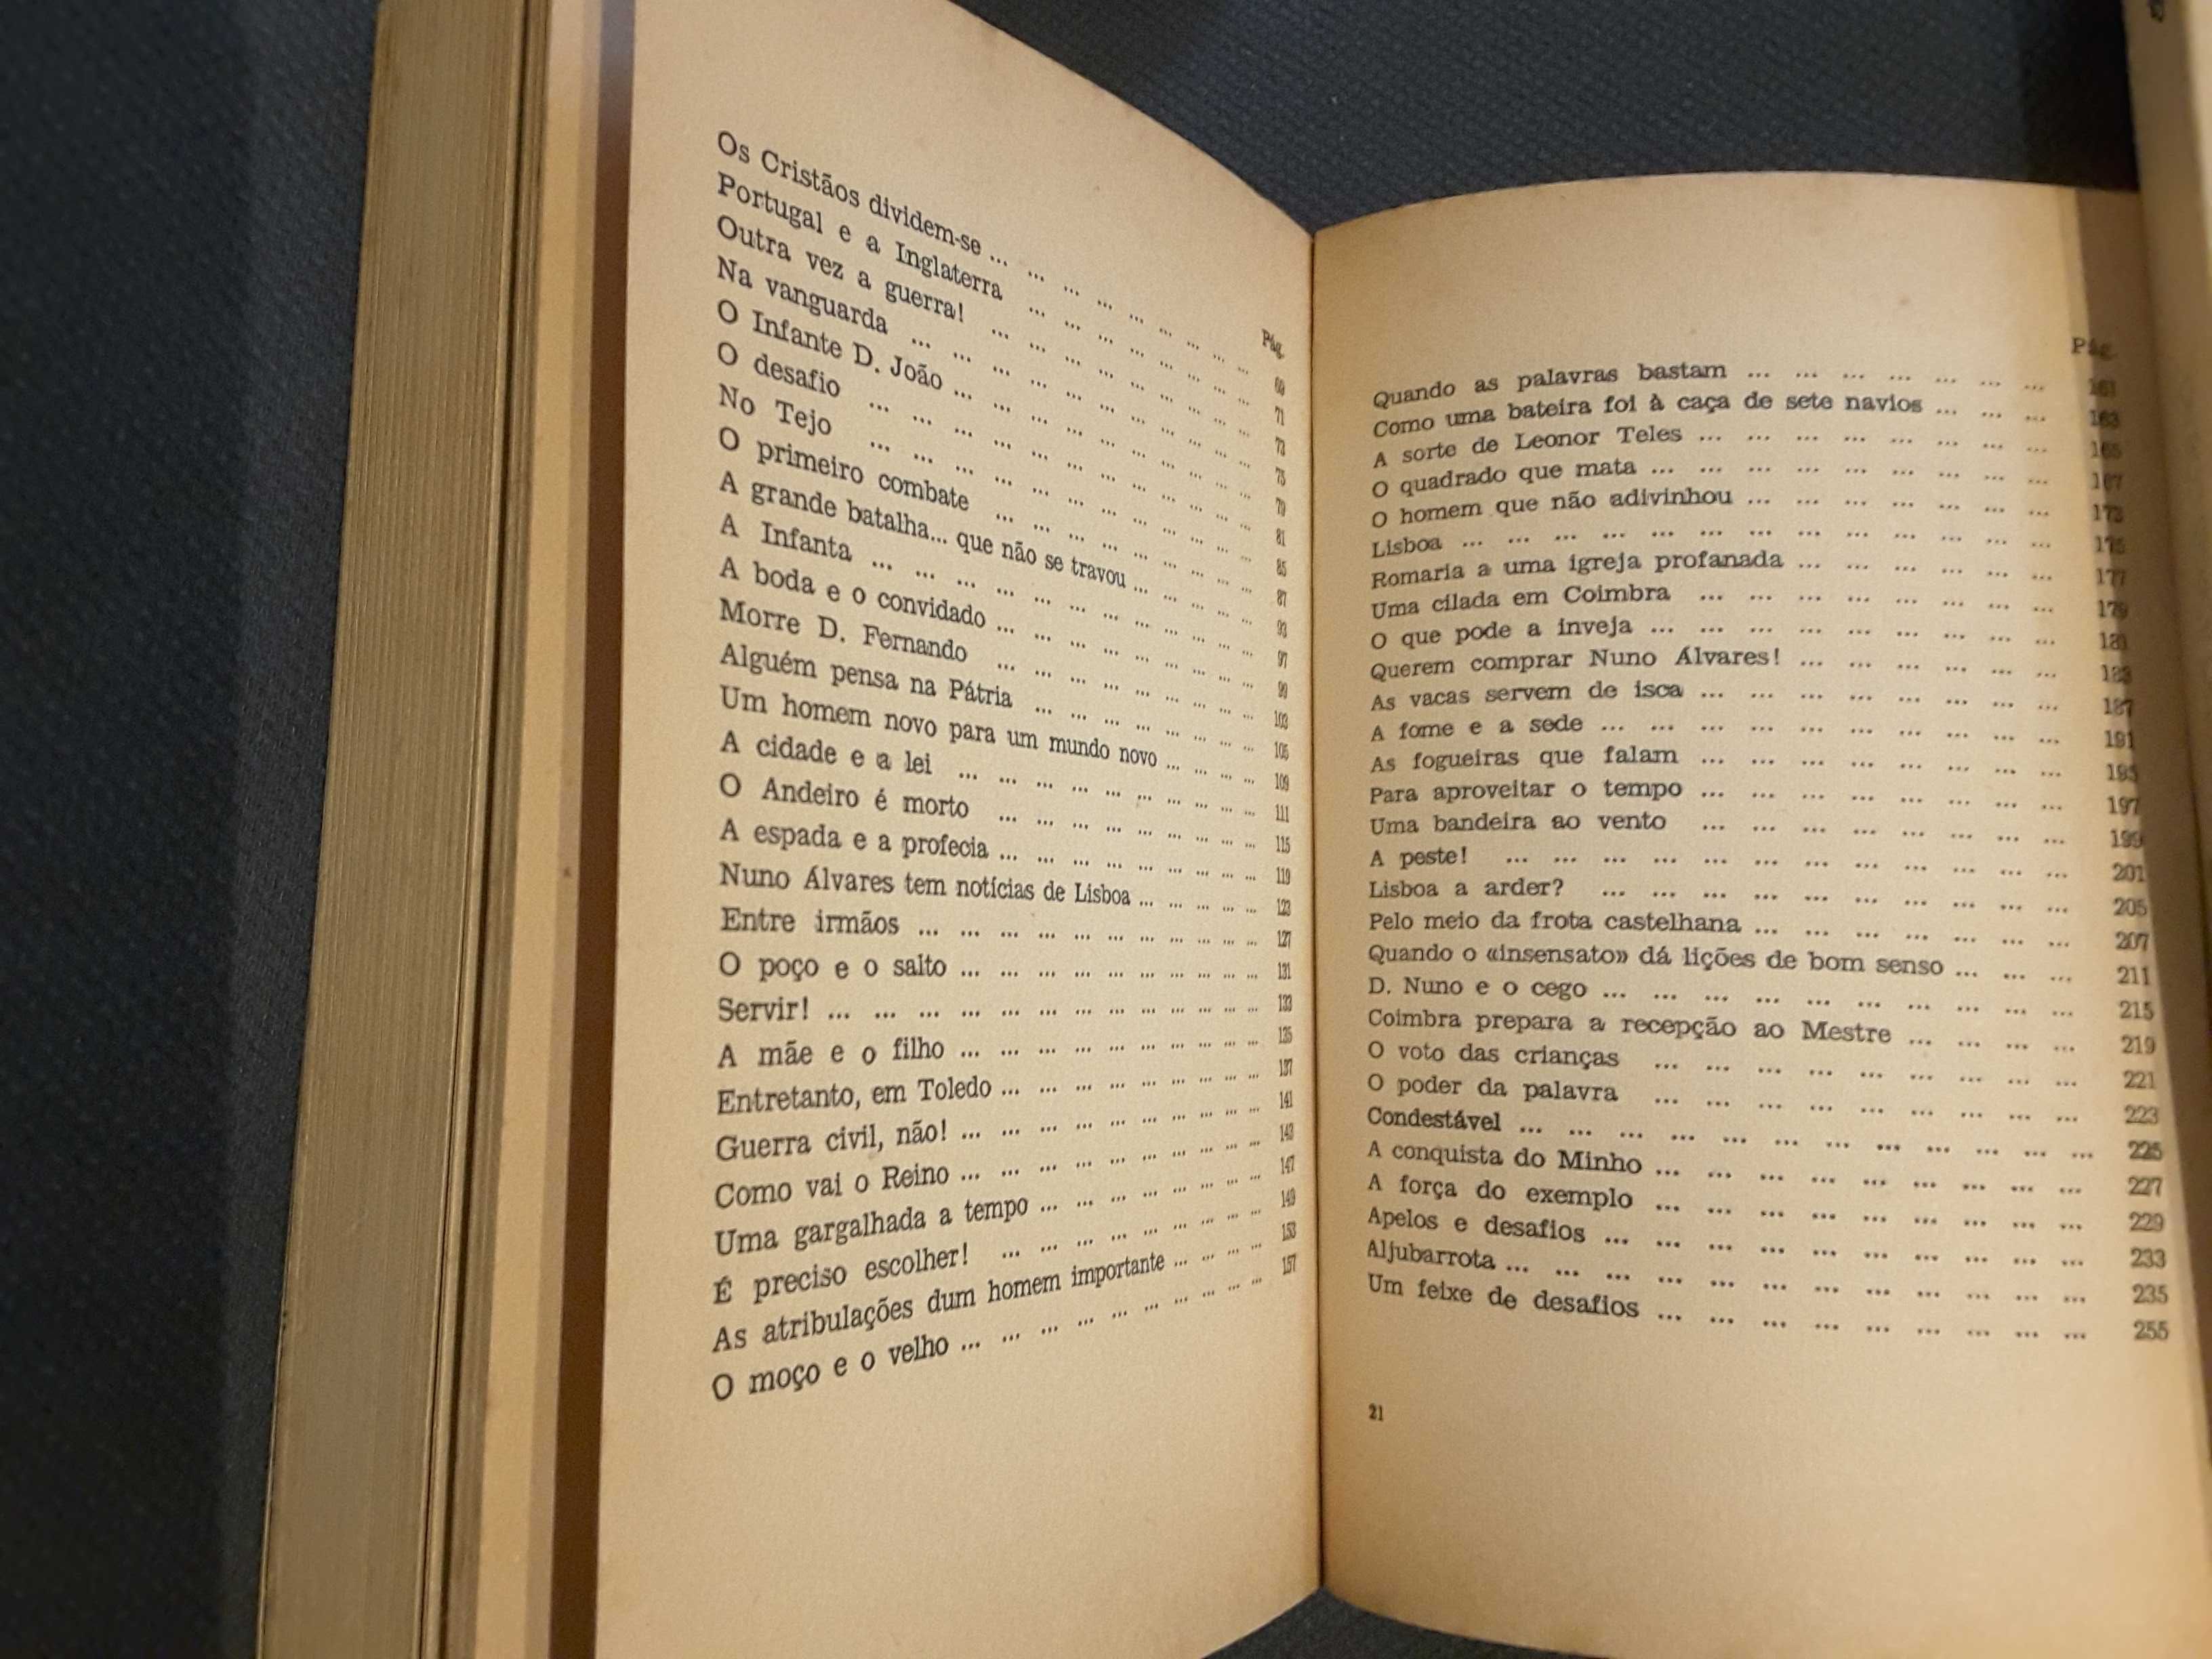 Pág.
Os Cristãos dividem-se ... ... ... ... ... ... ... ... 69
Portugal e a Inglaterra ... ... ... ... ... ... ... 71
Outra vez a guerra! ... ... ... ... ... ... ... ... 73
Na vanguarda ... ... ... ... ... ... ... ... ... ... 75
O Infante D. João ... ... ... ... ... ... ... ... ... 79
O desafio ... ... ... ... ... ... ... ... ... ... ... 81
No Tejo ... ... ... ... ... ... ... ... ... ... ... 85
O primeiro combate ... ... ... ... ... ... ... ... 87
A grande batalha... que não se travou ... ... ... ... 93
A Infanta ... ... ... ... ... ... ... ... ... ... ... 97
A boda e o convidado ... ... ... ... ... ... ... ... 99
Morre D. Fernando ... ... ... ... ... ... ... ... 103
Alguém pensa na Pátria ... ... ... ... ... ... ... 105
Um homem novo para um mundo novo ... ... ... ... 109
A cidade e a lei ... ... ... ... ... ... ... ... ... 111
O Andeiro é morto ... ... ... ... ... ... ... ... 115
A espada e a profecia ... ... ... ... ... ... ... ... 119
Nuno Álvares tem notícias de Lisboa ... ... ... ... ... 123
Entre irmãos ... ... ... ... ... ... ... ... ... ... 127
O poço e o salto ... ... ... ... ... ... ... ... ... 131
Servir! ... ... ... ... ... ... ... ... ... ... ... ... 133
A mãe e o filho ... ... ... ... ... ... ... ... ... 135
Entretanto, em Toledo ... ... ... ... ... ... ... ... 137
Guerra civil, não! ... ... ... ... ... ... ... ... ... 141
Como vai o Reino ... ... ... ... ... ... ... ... ... 143
Uma gargalhada a tempo ... ... ... ... ... ... ... 147
É preciso escolher! ... ... ... ... ... ... ... ... 149
As atribulações dum homem importante ... ... ... ... 153
O moço e o velho ... ... ... ... ... ... ... ... ... 157
Pág.
Quando as palavras bastam ... ... ... ... ... ... ... 161
Como uma bateira foi à caça de sete navios ... ... ... 163
A sorte de Leonor Teles ... ... ... ... ... ... ... ... 165
O quadrado que mata ... ... ... ... ... ... ... ... ... 167
O homem que não adivinhou ... ... ... ... ... ... ... 173
Lisboa ... ... ... ... ... ... ... ... ... ... ... ... ... 175
Romaria a uma igreja profanada ... ... ... ... ... ... 177
Uma cilada em Coimbra ... ... ... ... ... ... ... ... 179
O que pode a inveja ... ... ... ... ... ... ... ... ... 181
Querem comprar Nuno Álvares! ... ... ... ... ... ... 183
As vacas servem de isca ... ... ... ... ... ... ... ... 187
A fome e a sede ... ... ... ... ... ... ... ... ... ... 191
As fogueiras que falam ... ... ... ... ... ... ... ... 195
Para aproveitar o tempo ... ... ... ... ... ... ... ... 197
Uma bandeira ao vento ... ... ... ... ... ... ... ... 199
A peste! ... ... ... ... ... ... ... ... ... ... ... ... 201
Lisboa a arder? ... ... ... ... ... ... ... ... ... ... 205
Pelo meio da frota castelhana ... ... ... ... ... ... ... 207
Quando o «insensato» dá lições de bom senso ... ... ... 211
D. Nuno e o cego ... ... ... ... ... ... ... ... ... ... 215
Coimbra prepara a recepção ao Mestre ... ... ... ... 219
O voto das crianças ... ... ... ... ... ... ... ... ... 221
O poder da palavra ... ... ... ... ... ... ... ... ... 223
Condestável ... ... ... ... ... ... ... ... ... ... ... ... 225
A conquista do Minho ... ... ... ... ... ... ... ... ... 227
A força do exemplo ... ... ... ... ... ... ... ... ... 229
Apelos e desafios ... ... ... ... ... ... ... ... ... ... 233
Aljubarrota ... ... ... ... ... ... ... ... ... ... ... ... 235
Um feixe de desafios ... ... ... ... ... ... ... ... ... 255
21